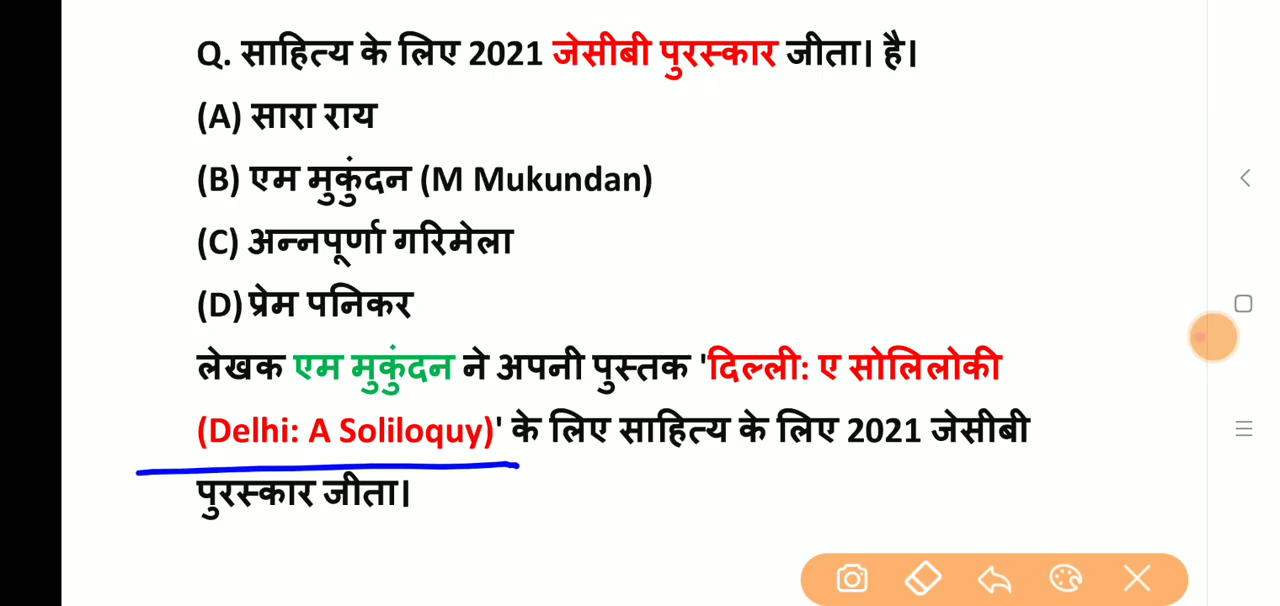 Q. साहित्य के लिए 2021 जेसीबी पुरस्कार जीता। है।
(A) सारा राय
(B) एम मुकुंदन (M Mukundan)
(C) अन्नपूर्णा गरिमेला
(D) प्रेम पनिकर
लेखक एम मुकुंदन ने अपनी पुस्तक 'दिल्ली: ए सोलिलोकी
(Delhi: A Soliloquy)' के लिए साहित्य के लिए 2021 जेसीबी
पुरस्कार जीता।